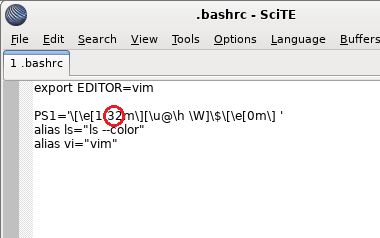 .bashrc - SciTE
File Edit Search View Tools Options Language Buffers
1 .bashrc
export EDITOR=vim
PS1='\[\e[1;32m\][\u@\h \W]\$\[\e[0m\] '
alias ls="ls --color"
alias vi="vim"